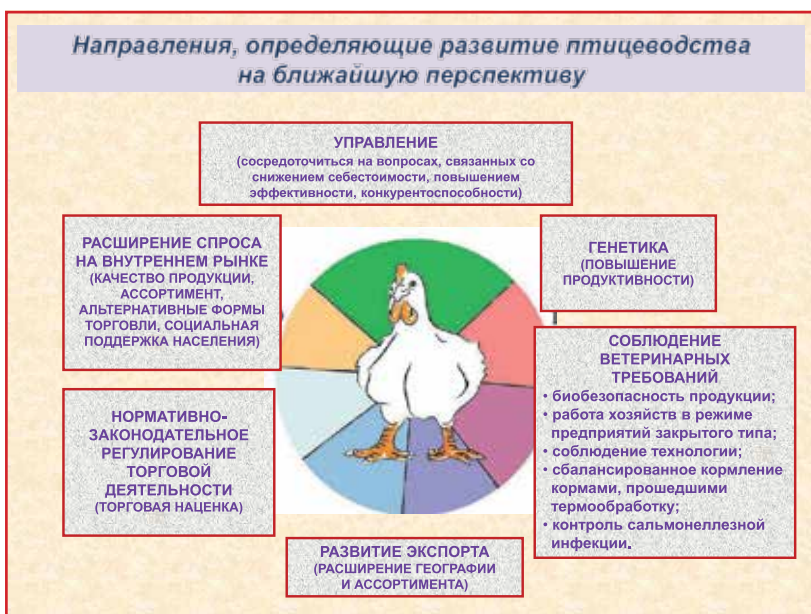 Направления, определяющие развитие птицеводства
на ближайшую перспективу
УПРАВЛЕНИЕ
(сосредоточиться на вопросах, связанных со
снижением себестоимости, повышением
эффективности, конкурентоспособности)
РАСШИРЕНИЕ СПРОСА
НА ВНУТРЕННЕМ РЫНКЕ
(КАЧЕСТВО ПРОДУКЦИИ,
АССОРТИМЕНТ,
АЛЬТЕРНАТИВНЫЕ ФОРМЫ
ТОРГОВЛИ, СОЦИАЛЬНАЯ
ПОДДЕРЖКА НАСЕЛЕНИЯ)
ГЕНЕТИКА
(ПОВЫШЕНИЕ
ПРОДУКТИВНОСТИ)
СОБЛЮДЕНИЕ
ВЕТЕРИНАРНЫХ
ТРЕБОВАНИЙ
• биобезопасность продукции;
• работа хозяйств в режиме
предприятий закрытого типа;
• соблюдение технологии;
• сбалансированное кормление
кормами, прошедшими
термообработку;
• контроль сальмонеллезной
инфекции.
НОРМАТИВНО-
ЗАКОНОДАТЕЛЬНОЕ
РЕГУЛИРОВАНИЕ
ТОРГОВОЙ
ДЕЯТЕЛЬНОСТИ
(ТОРГОВАЯ НАЦЕНКА)
РАЗВИТИЕ ЭКСПОРТА
(РАСШИРЕНИЕ ГЕОГРАФИИ
И АССОРТИМЕНТА)